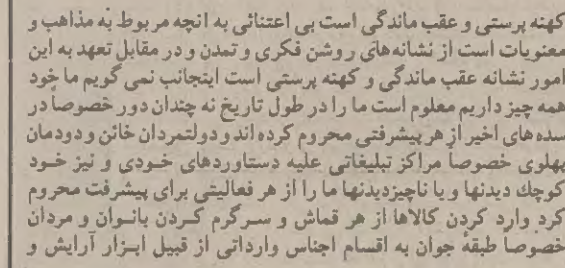 کهنه پرستی و عقب ماندگی است بی اعتنائی به انچه مربوط به مذاهب و
معنویات است از نشانه های روشن فکری و تمدن و در مقابل تعهد به این
امور نشانه عقب ماندگی و کهنه پرستی است اینجانب نمی گویم ما خود
همه چیز داریم معلوم است ما را در طول تاریخ نه چندان دور خصوصاً در
سده های اخیر از هر پیشرفتی محروم کرده اند و دولتمردان خائن و دودمان
پهلوی خصوصاً مراکز تبلیغاتی علیه دستاوردهای خودی و نیز خود
کوچك دیدنها و یا ناچیزدیدنها ما را از هر فعالیتی برای پیشرفت محروم
کرد وارد کردن کالاها از هر قماش و سرگرم کردن بانوان و مردان
خصوصاً طبقهٔ جوان به اقسام اجناس وارداتی از قبیل ابزار آرایش و